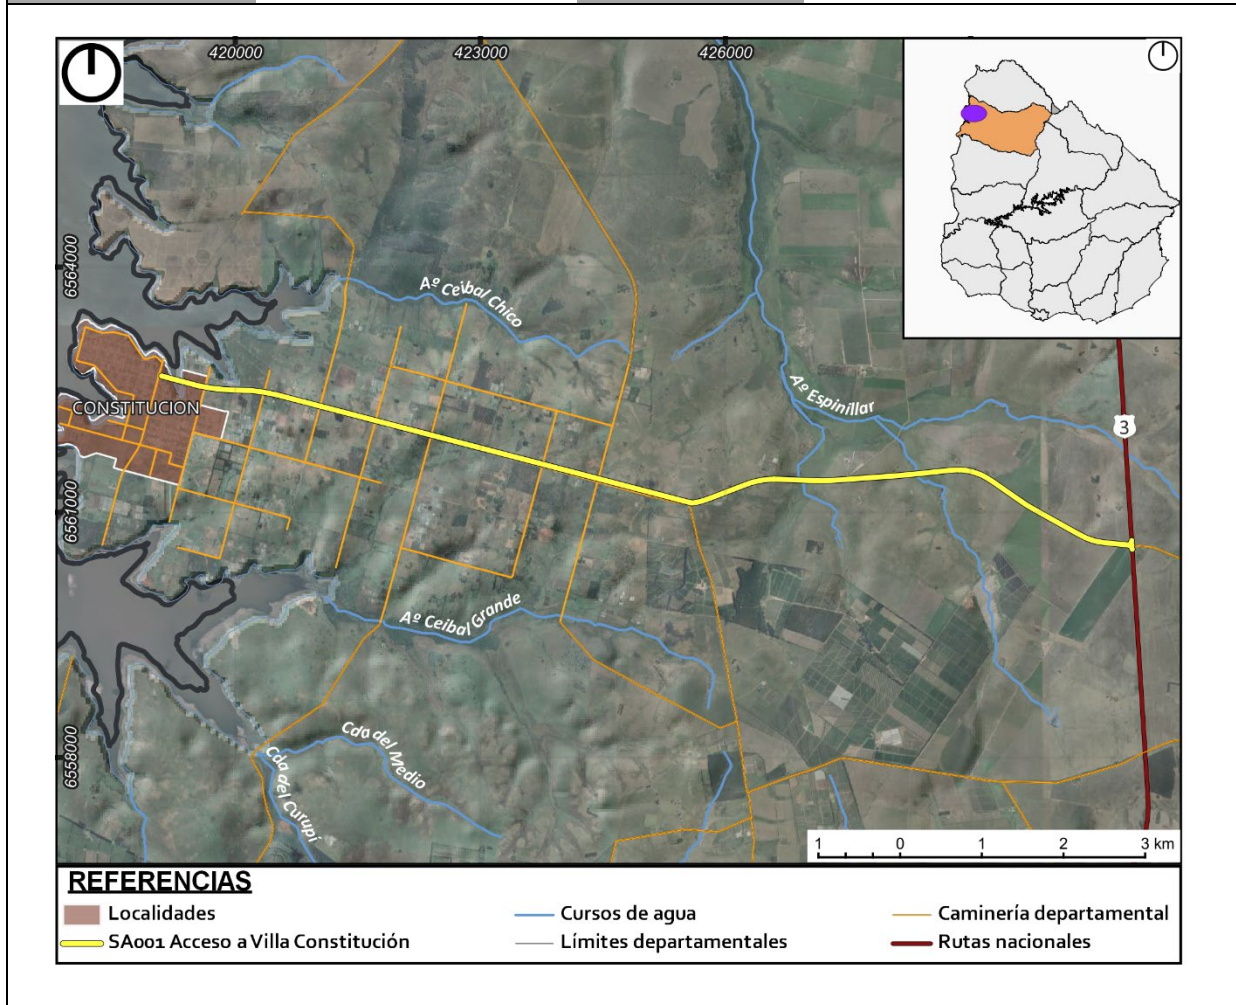 420000
423000
426000
6564000
6561000
6558000
Aº Ceibal Chico
Aº Espinillar
CONSTITUCION
3
Aº Ceibal Grande
Cda del Medio
Cda del Curupi
1 0 1 2 3 km
REFERENCIAS
Localidades
Cursos de agua
Caminería departamental
SA001 Acceso a Villa Constitución
Límites departamentales
Rutas nacionales